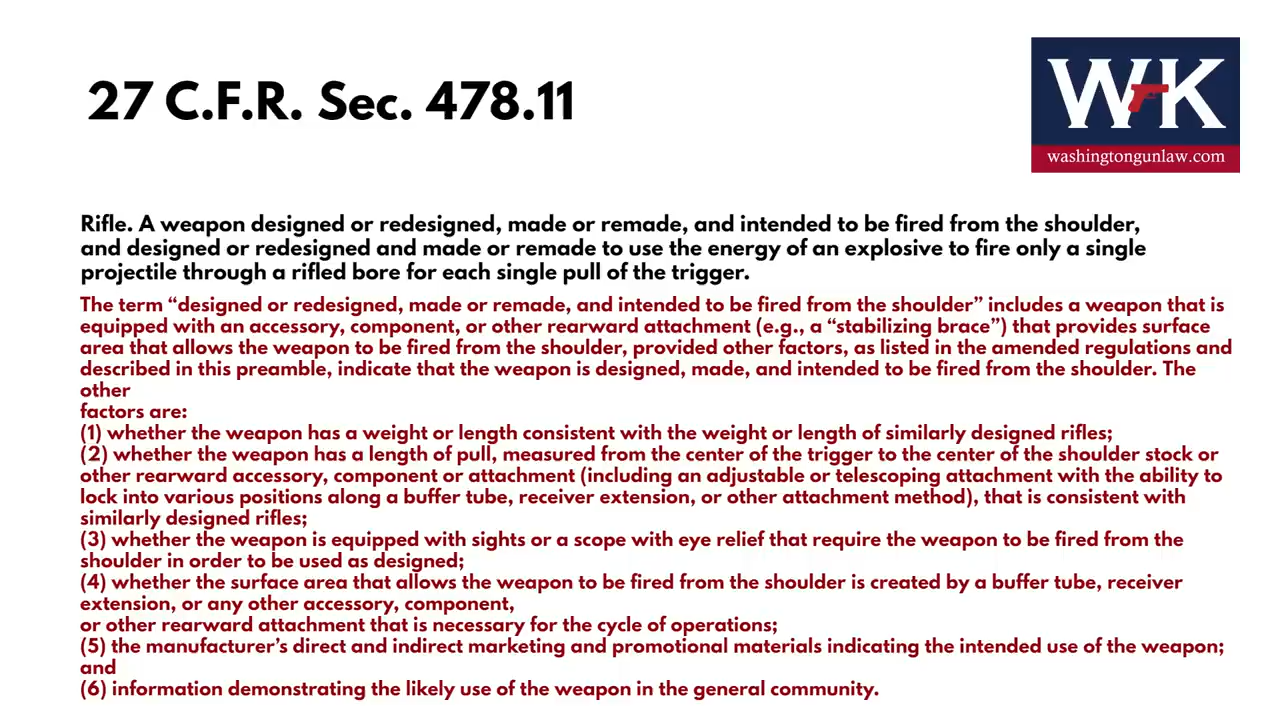 27 C.F.R. Sec. 478.11
WK
washingtongunlaw.com
Rifle. A weapon designed or redesigned, made or remade, and intended to be fired from the shoulder,
and designed or redesigned and made or remade to use the energy of an explosive to fire only a single
projectile through a rifled bore for each single pull of the trigger.
The term “designed or redesigned, made or remade, and intended to be fired from the shoulder” includes a weapon that is
equipped with an accessory, component, or other rearward attachment (e.g., a “stabilizing brace”) that provides surface
area that allows the weapon to be fired from the shoulder, provided other factors, as listed in the amended regulations and
described in this preamble, indicate that the weapon is designed, made, and intended to be fired from the shoulder. The
other
factors are:
(1) whether the weapon has a weight or length consistent with the weight or length of similarly designed rifles;
(2) whether the weapon has a length of pull, measured from the center of the trigger to the center of the shoulder stock or
other rearward accessory, component or attachment (including an adjustable or telescoping attachment with the ability to
lock into various positions along a buffer tube, receiver extension, or other attachment method), that is consistent with
similarly designed rifles;
(3) whether the weapon is equipped with sights or a scope with eye relief that require the weapon to be fired from the
shoulder in order to be used as designed;
(4) whether the surface area that allows the weapon to be fired from the shoulder is created by a buffer tube, receiver
extension, or any other accessory, component,
or other rearward attachment that is necessary for the cycle of operations;
(5) the manufacturer’s direct and indirect marketing and promotional materials indicating the intended use of the weapon;
and
(6) information demonstrating the likely use of the weapon in the general community.